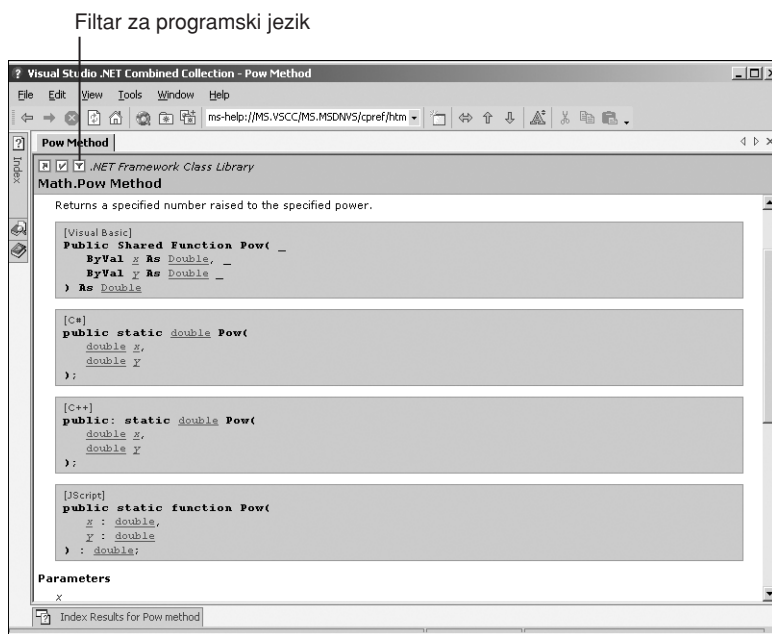 Filtar za programski jezik
Visual Studio .NET Combined Collection - Pow Method
File Edit View Tools Window Help
ms-help://MS.VSCC/MS.MSDNVS/cpref/htm
Index
Pow Method
.NET Framework Class Library
Math.Pow Method
Returns a specified number raised to the specified power.
[Visual Basic]
Public Shared Function Pow( _
ByVal x As Double, _
ByVal y As Double _
) As Double
[C#]
public static double Pow(
double x,
double y
);
[C++]
public: static double Pow(
double x,
double y
);
[JScript]
public static function Pow(
x : double,
y : double
) : double;
Parameters
x
Index Results for Pow method